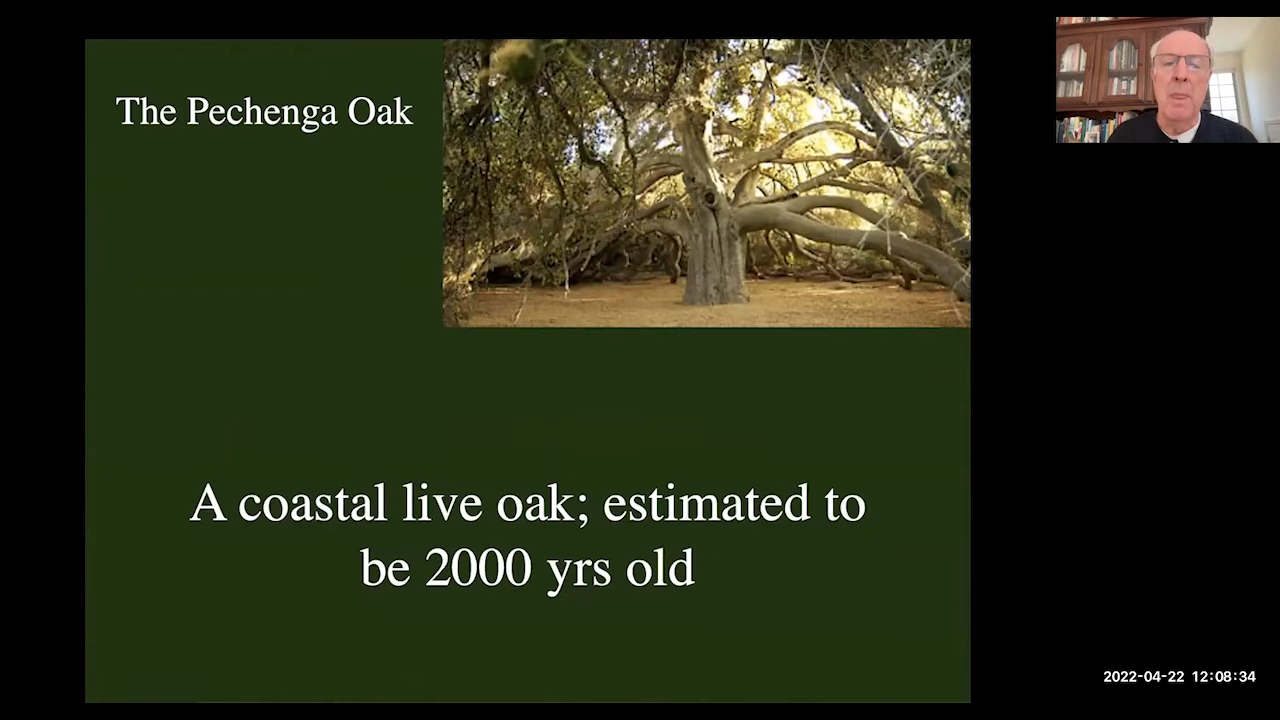 The Pechenga Oak
A coastal live oak; estimated to
be 2000 yrs old
2022-04-22 12:08:34